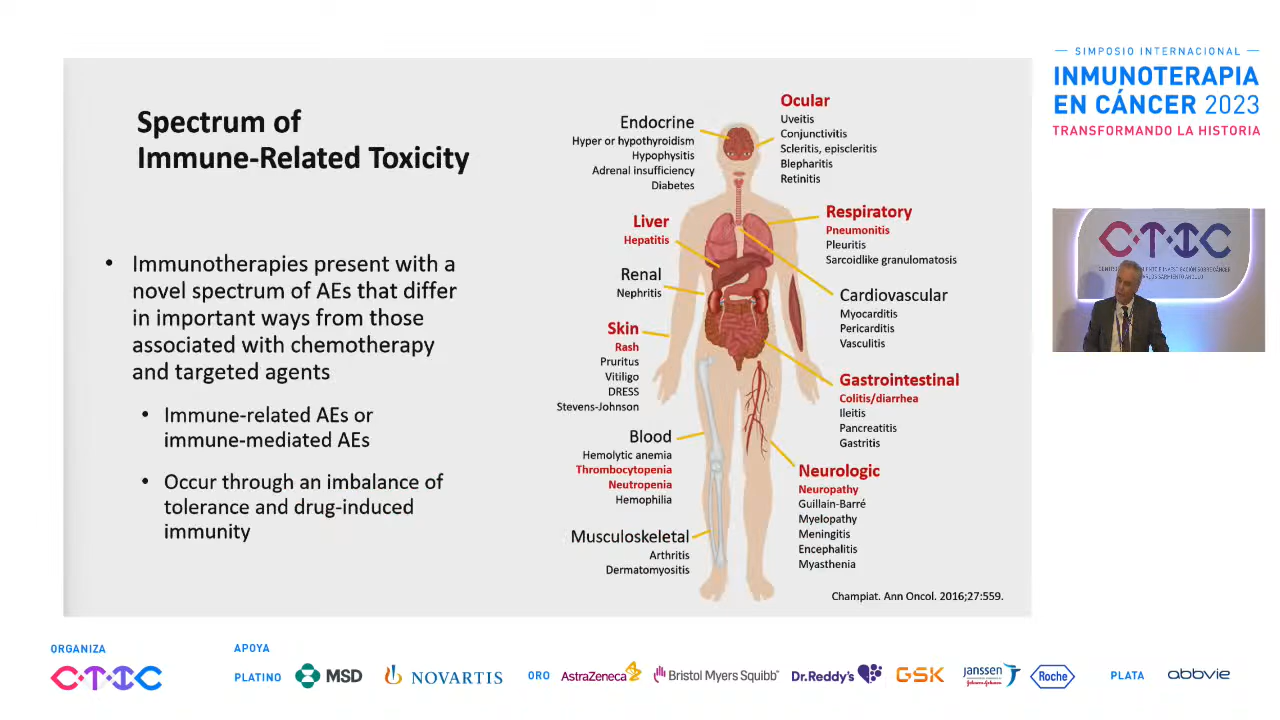 Spectrum of
Immune-Related Toxicity
• Immunotherapies present with a
novel spectrum of AEs that differ
in important ways from those
associated with chemotherapy
and targeted agents
• Immune-related AEs or
immune-mediated AEs
• Occur through an imbalance of
tolerance and drug-induced
immunity
Endocrine
Hyper or hypothyroidism
Hypophysitis
Adrenal insufficiency
Diabetes
Liver
Hepatitis
Renal
Nephritis
Skin
Rash
Pruritus
Vitiligo
DRESS
Stevens-Johnson
Blood
Hemolytic anemia
Thrombocytopenia
Neutropenia
Hemophilia
Musculoskeletal
Arthritis
Dermatomyositis
Ocular
Uveitis
Conjunctivitis
Scleritis, episcleritis
Blepharitis
Retinitis
Respiratory
Pneumonitis
Pleuritis
Sarcoidlike granulomatosis
Cardiovascular
Myocarditis
Pericarditis
Vasculitis
Gastrointestinal
Colitis/diarrhea
Ileitis
Pancreatitis
Gastritis
Neurologic
Neuropathy
Guillain-Barré
Myelopathy
Meningitis
Encephalitis
Myasthenia
Champiat. Ann Oncol. 2016;27:559.
SIMPOSIO INTERNACIONAL
INMUNOTERAPIA
EN CÁNCER 2023
TRANSFORMANDO LA HISTORIA
CTIC
ORGANIZA
CTIC
APOYA
PLATINO
MSD
NOVARTIS
ORO
AstraZeneca
Bristol Myers Squibb
Dr.Reddy's
GSK
Janssen
Johnson&Johnson
Roche
PLATA
abbvie